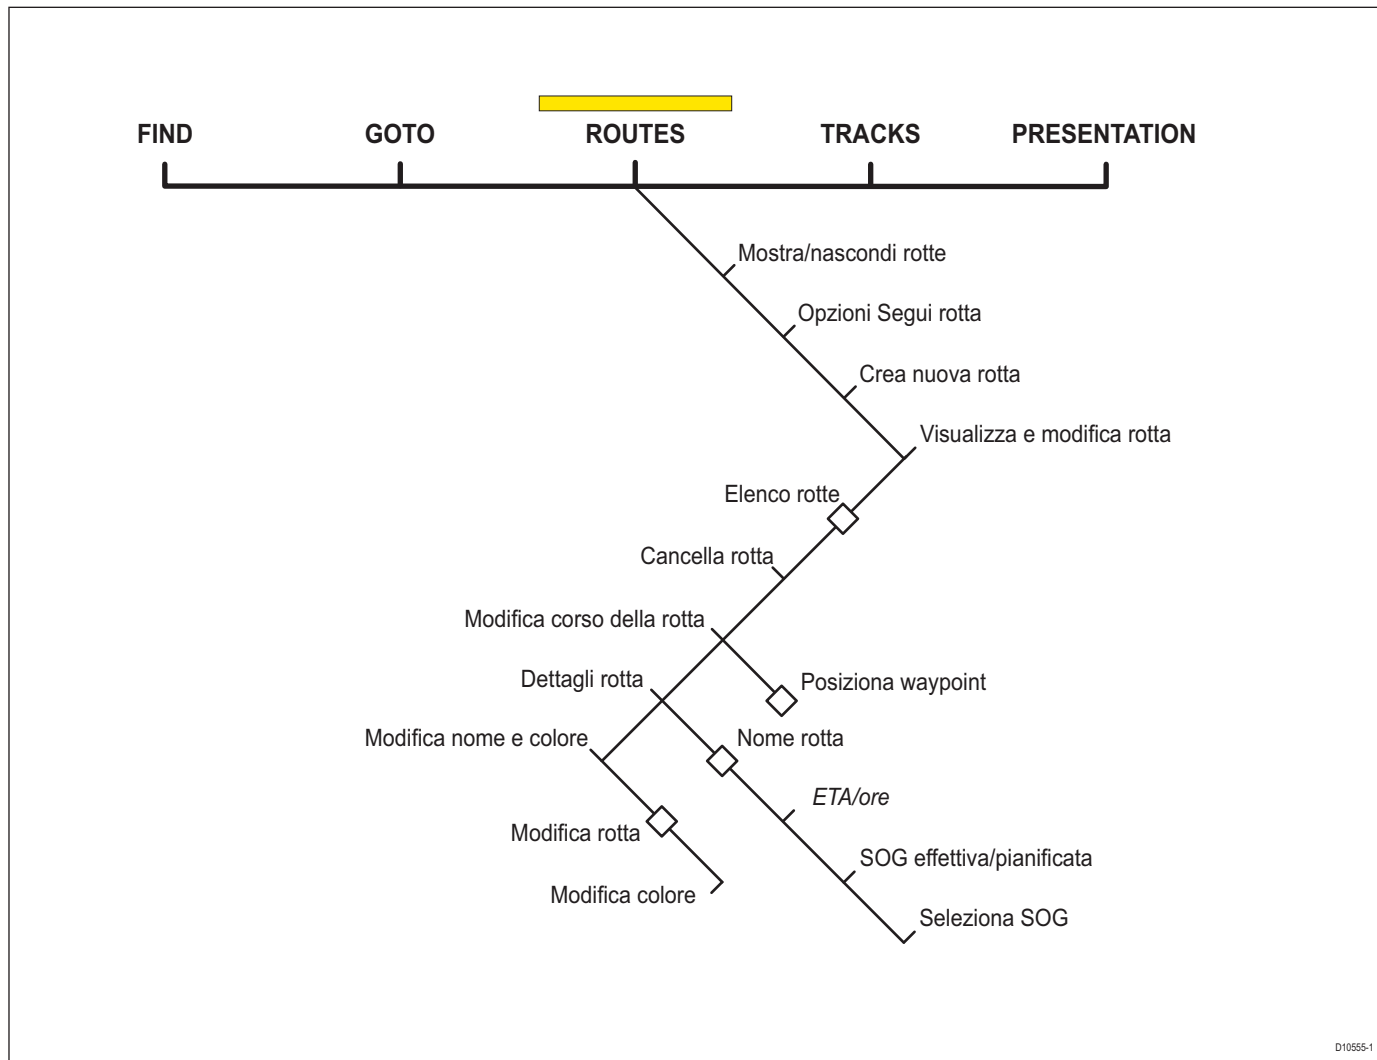 FIND
GOTO
ROUTES
TRACKS
PRESENTATION
Mostra/nascondi rotte
Opzioni Segui rotta
Crea nuova rotta
Visualizza e modifica rotta
Elenco rotte
Cancella rotta
Modifica corso della rotta
Dettagli rotta
Posiziona waypoint
Modifica nome e colore
Nome rotta
ETA/ore
Modifica rotta
SOG effettiva/pianificata
Modifica colore
Seleziona SOG
D10555-1